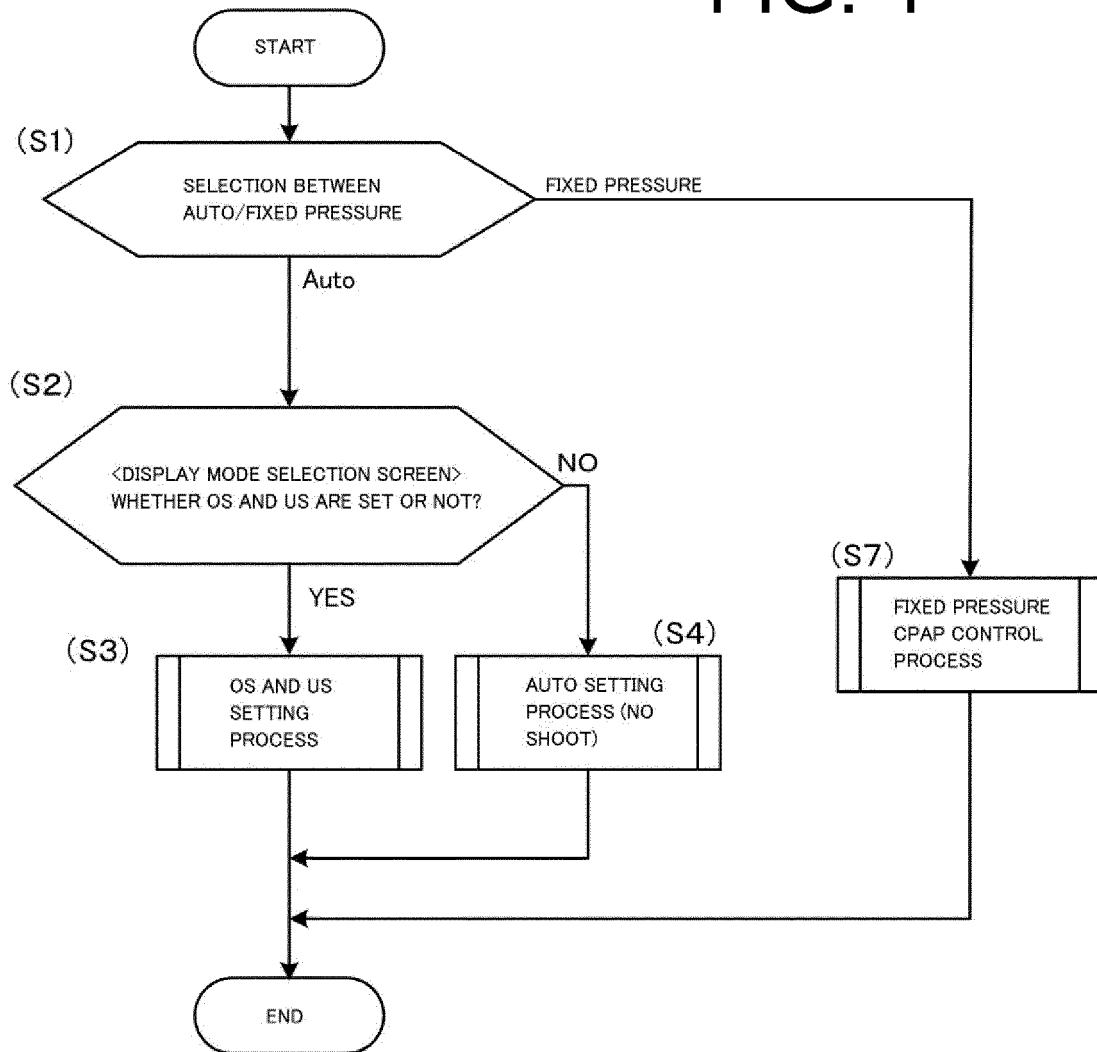 START
(S1)
SELECTION BETWEEN
AUTO/FIXED PRESSURE
FIXED PRESSURE
Auto
(S2)
<DISPLAY MODE SELECTION SCREEN>
WHETHER OS AND US ARE SET OR NOT?
NO
YES
(S7)
FIXED PRESSURE
CPAP CONTROL
PROCESS
(S3)
OS AND US
SETTING
PROCESS
(S4)
AUTO SETTING
PROCESS (NO
SHOOT)
END